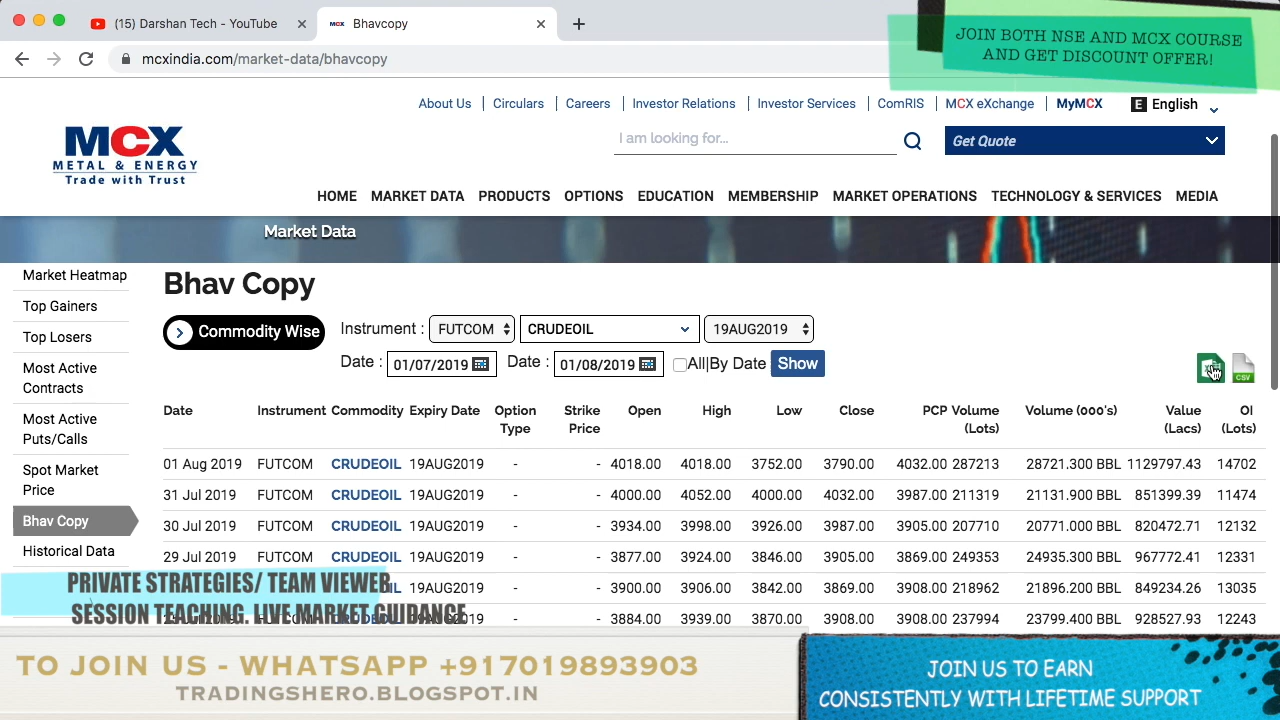 (15) Darshan Tech - YouTube
MCX Bhavcopy
mcxindia.com/market-data/bhavcopy
JOIN BOTH NSE AND MCX COURSE
AND GET DISCOUNT OFFER!
About Us | Circulars | Careers | Investor Relations | Investor Services | ComRIS | MCX eXchange | MyMCX E English
MCX
METAL & ENERGY
Trade with Trust
I am looking for...
Get Quote
HOME MARKET DATA PRODUCTS OPTIONS EDUCATION MEMBERSHIP MARKET OPERATIONS TECHNOLOGY & SERVICES MEDIA
Market Data
Market Heatmap
Top Gainers
Top Losers
Most Active
Contracts
Most Active
Puts/Calls
Spot Market
Price
Bhav Copy
Historical Data
Bhav Copy
Commodity Wise Instrument : FUTCOM CRUDEOIL 19AUG2019
Date : 01/07/2019 Date : 01/08/2019 All|By Date Show
CSV
Date Instrument Commodity Expiry Date Option Type Strike Price Open High Low Close PCP Volume (Lots) Volume (000's) Value (Lacs) OI (Lots)
01 Aug 2019 FUTCOM CRUDEOIL 19AUG2019 - - 4018.00 4018.00 3752.00 3790.00 4032.00 287213 28721.300 BBL 1129797.43 14702
31 Jul 2019 FUTCOM CRUDEOIL 19AUG2019 - - 4000.00 4052.00 4000.00 4032.00 3987.00 211319 21131.900 BBL 851399.39 11474
30 Jul 2019 FUTCOM CRUDEOIL 19AUG2019 - - 3934.00 3998.00 3926.00 3987.00 3905.00 207710 20771.000 BBL 820472.71 12132
29 Jul 2019 FUTCOM CRUDEOIL 19AUG2019 - - 3877.00 3924.00 3846.00 3905.00 3869.00 249353 24935.300 BBL 967772.41 12331
19AUG2019 - - 3900.00 3906.00 3842.00 3869.00 3908.00 218962 21896.200 BBL 849234.26 13035
- - 3884.00 3939.00 3870.00 3908.00 3908.00 237994 23799.400 BBL 928527.93 12243
PRIVATE STRATEGIES/ TEAM VIEWER
SESSION TEACHING. LIVE MARKET GUIDANCE
TO JOIN US - WHATSAPP +917019893903
TRADINGSHERO.BLOGSPOT.IN
JOIN US TO EARN
CONSISTENTLY WITH LIFETIME SUPPORT